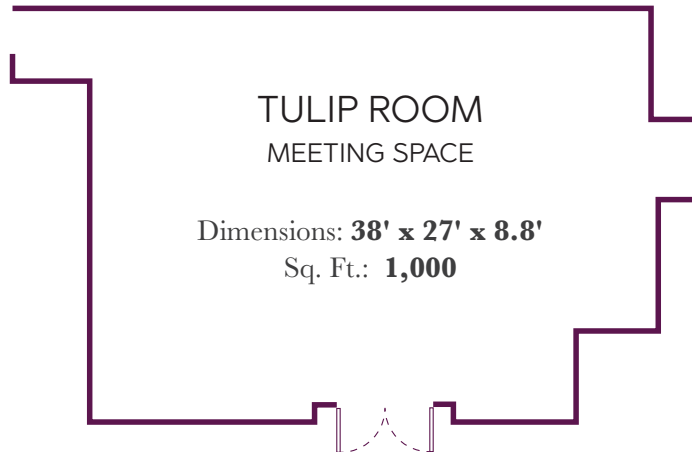 TULIP ROOM
MEETING SPACE
Dimensions: 38' x 27' x 8.8'
Sq. Ft.: 1,000